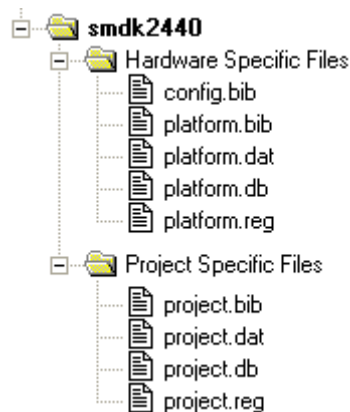 smdk2440
Hardware Specific Files
config.bib
platform.bib
platform.dat
platform.db
platform.reg
Project Specific Files
project.bib
project.dat
project.db
project.reg